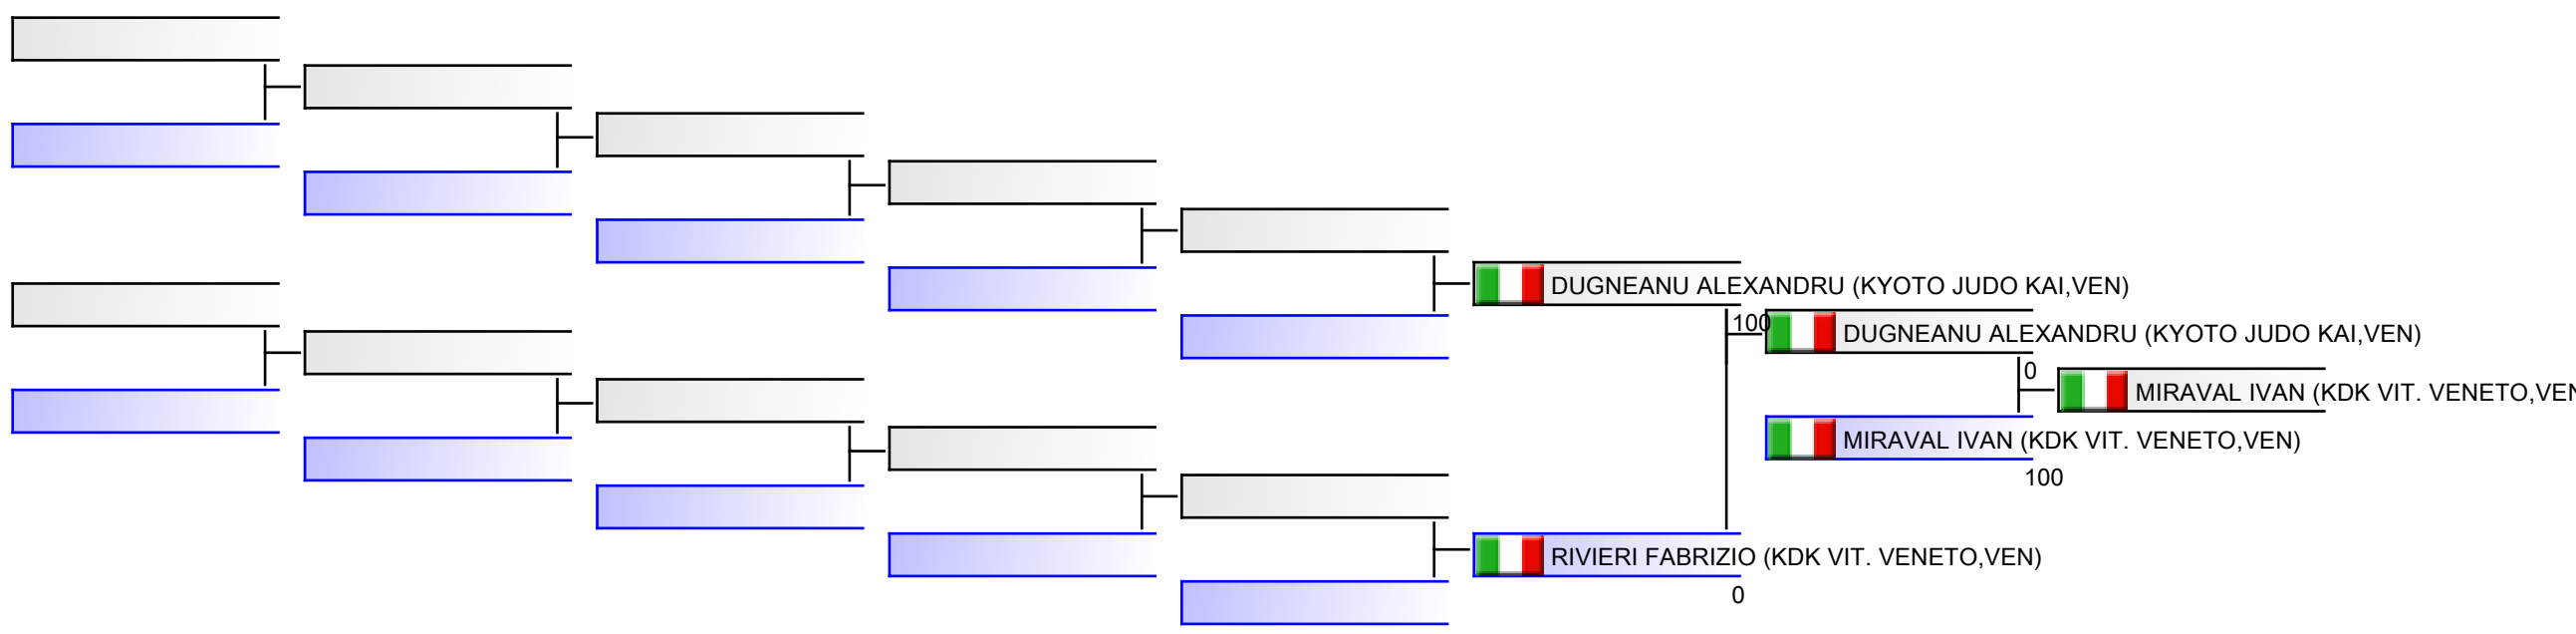 DUGNEANU ALEXANDRU (KYOTO JUDO KAI,VEN)
100
DUGNEANU ALEXANDRU (KYOTO JUDO KAI,VEN)
0
MIRAVAL IVAN (KDK VIT. VENETO,VEN
MIRAVAL IVAN (KDK VIT. VENETO,VEN)
100
RIVIERI FABRIZIO (KDK VIT. VENETO,VEN)
0